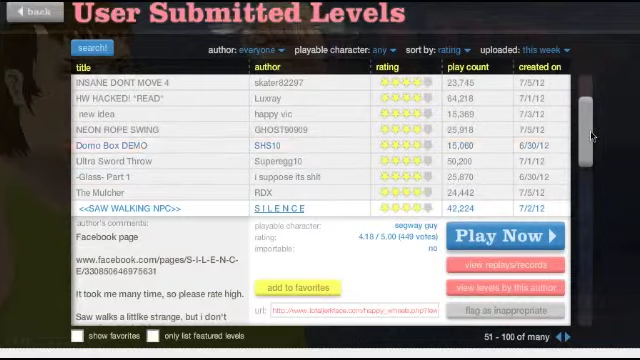 back
User Submitted Levels
search! author: everyone playable character: any sort by: rating uploaded: this week
title author rating play count created on
INSANE DONT MOVE 4 skater82297 23,745 7/5/12
HW HACKED! *READ* Luxray 64,218 7/1/12
new idea happy vic 15,369 7/3/12
NEON ROPE SWING GHOST90909 25,918 7/5/12
Domo Box DEMO SHS10 15,060 6/30/12
Ultra Sword Throw Superegg10 50,200 7/1/12
-Glass- Part 1 i suppose its shit 25,870 6/30/12
The Mulcher RDX 24,442 7/5/12
<<SAW WALKING NPC>> S I L E N C E 42,224 7/2/12
author's comments:
Facebook page
www.facebook.com/pages/S-I-L-E-N-C-
E/330850646975631
It took me many time, so please rate high.
Saw walks a littlke strange, but i don't
playable character: segway guy
rating: 4.18 / 5.00 (449 votes)
importable: no
add to favorites
url:
Play Now
view replays/records
view levels by this author
flag as inappropriate
show favorites only list featured levels 51 - 100 of many